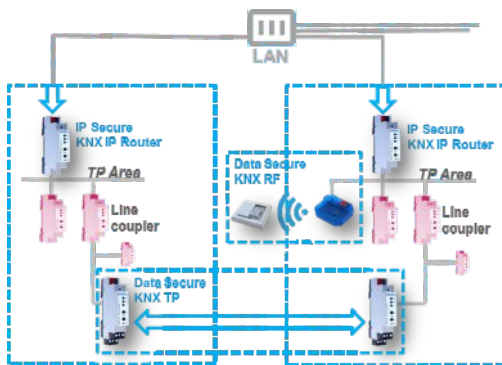 LAN
IP Secure
KNX IP Router
TP Area
Line
coupler
Data Secure
KNX TP
Data Secure
KNX RF
IP Secure
KNX IP Router
TP Area
Line
coupler